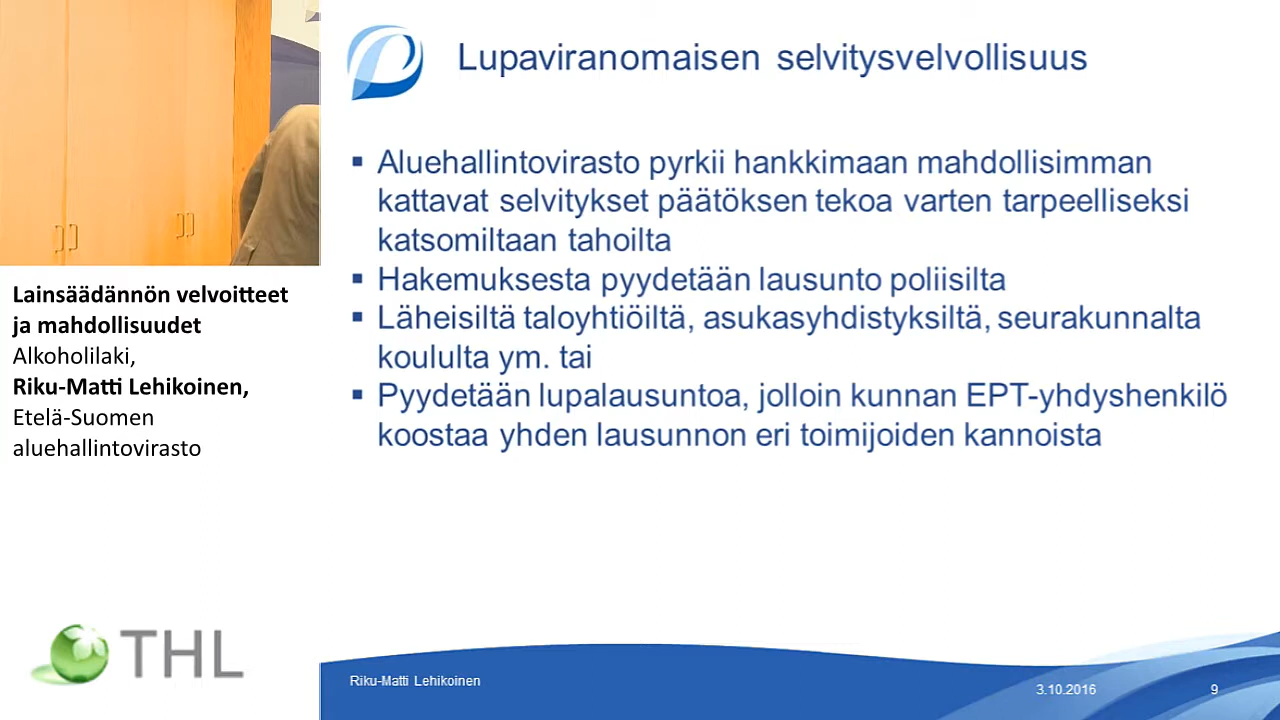 Lupaviranomaisen selvitysvelvollisuus
▪ Aluehallintovirasto pyrkii hankkimaan mahdollisimman
kattavat selvitykset päätöksen tekoa varten tarpeelliseksi
katsomiltaan tahoilta
▪ Hakemuksesta pyydetään lausunto poliisilta
▪ Läheisiltä taloyhtiöiltä, asukasyhdistyksiltä, seurakunnalta
koululta ym. tai
▪ Pyydetään lupalausuntoa, jolloin kunnan EPT-yhdyshenkilö
koostaa yhden lausunnon eri toimijoiden kannoista
Lainsäädännön velvoitteet
ja mahdollisuudet
Alkoholilaki,
Riku-Matti Lehikoinen,
Etelä-Suomen
aluehallintovirasto
THL
Riku-Matti Lehikoinen
3.10.2016
9